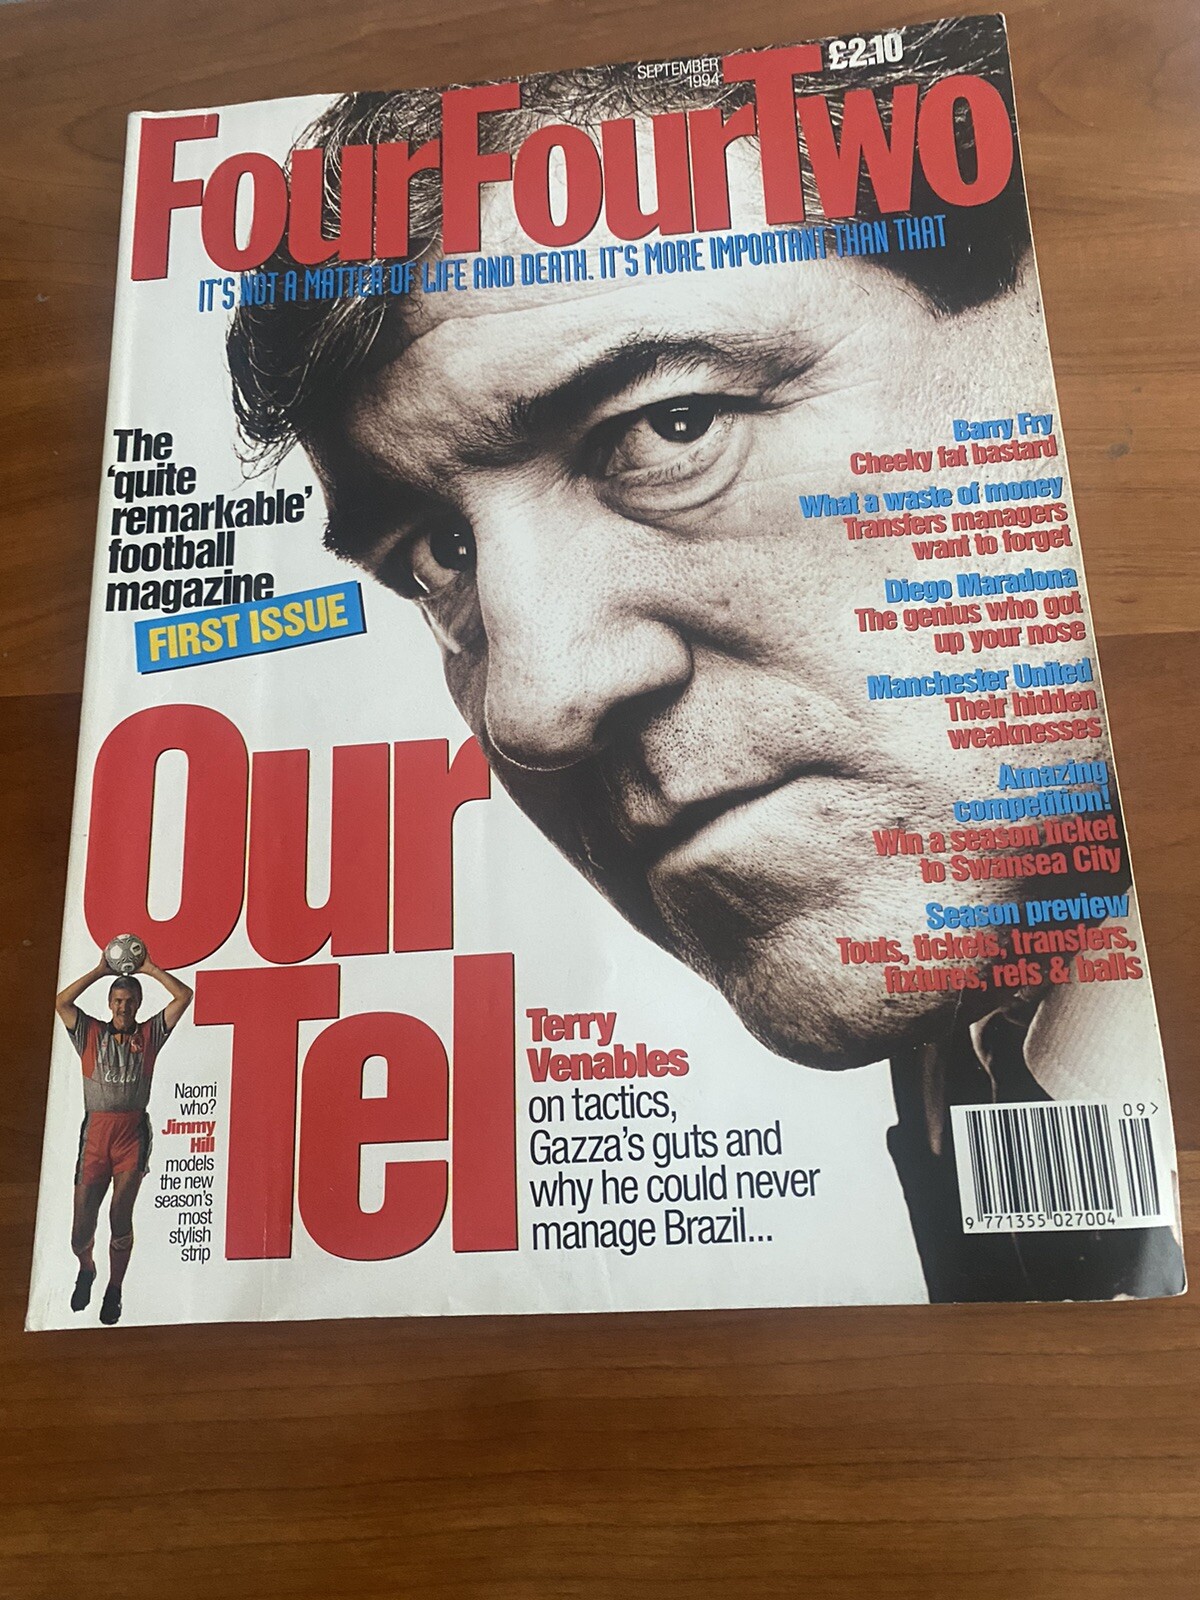 £2.10
SEPTEMBER
1994
FourFourTwo
IT'S NOT A MATTER OF LIFE AND DEATH. IT'S MORE IMPORTANT THAN THAT
The
'quite
remarkable'
football
magazine
FIRST ISSUE
Barry Fry
Cheeky fat bastard
What a waste of money
Transfers managers
want to forget
Diego Maradona
The genius who got
up your nose
Manchester United
Their hidden
weaknesses
Amazing
competition!
Win a season ticket
to Swansea City
Season preview
Touts, tickets, transfers,
fixtures, refs & balls
Our
Tel
Terry
Venables
on tactics,
Gazza's guts and
why he could never
manage Brazil...
Naomi
who?
Jimmy
Hill
models
the new
season's
most
stylish
strip
Coors
09>
9 771355 027004